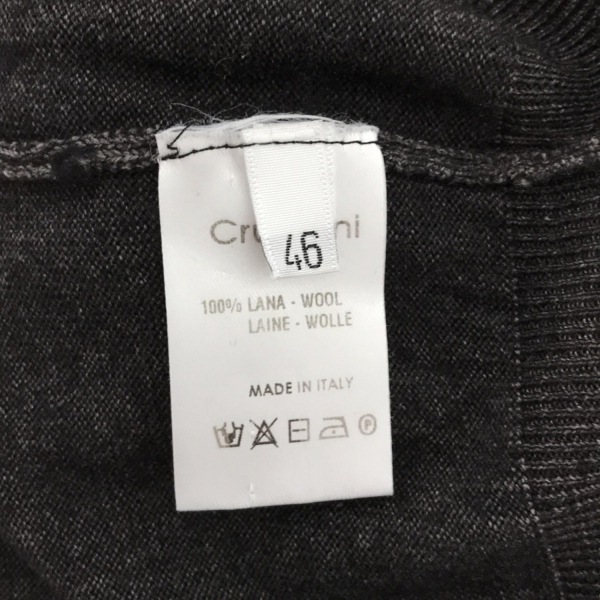 46
100% LANA - WOOL
LAINE - WOLLE
MADE IN ITALY
P